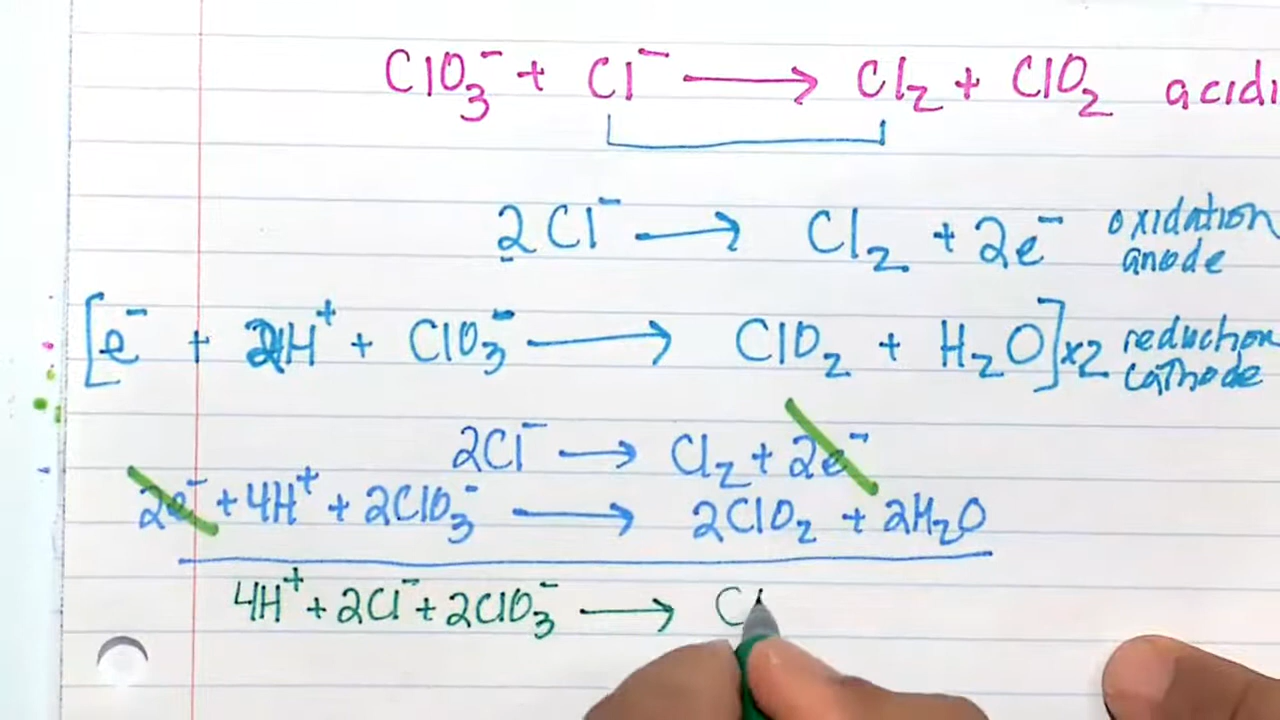 ClO₃⁻ + Cl⁻ ⟶ Cl₂ + ClO₂ acidi
2Cl⁻ ⟶ Cl₂ + 2e⁻ oxidation anode
[e⁻ + 2H⁺ + ClO₃⁻ ⟶ ClO₂ + H₂O]x2 reduction cathode
2Cl⁻ ⟶ Cl₂ + 2e⁻
2e⁻ + 4H⁺ + 2ClO₃⁻ ⟶ 2ClO₂ + 2H₂O
4H⁺ + 2Cl⁻ + 2ClO₃⁻ ⟶ Cl